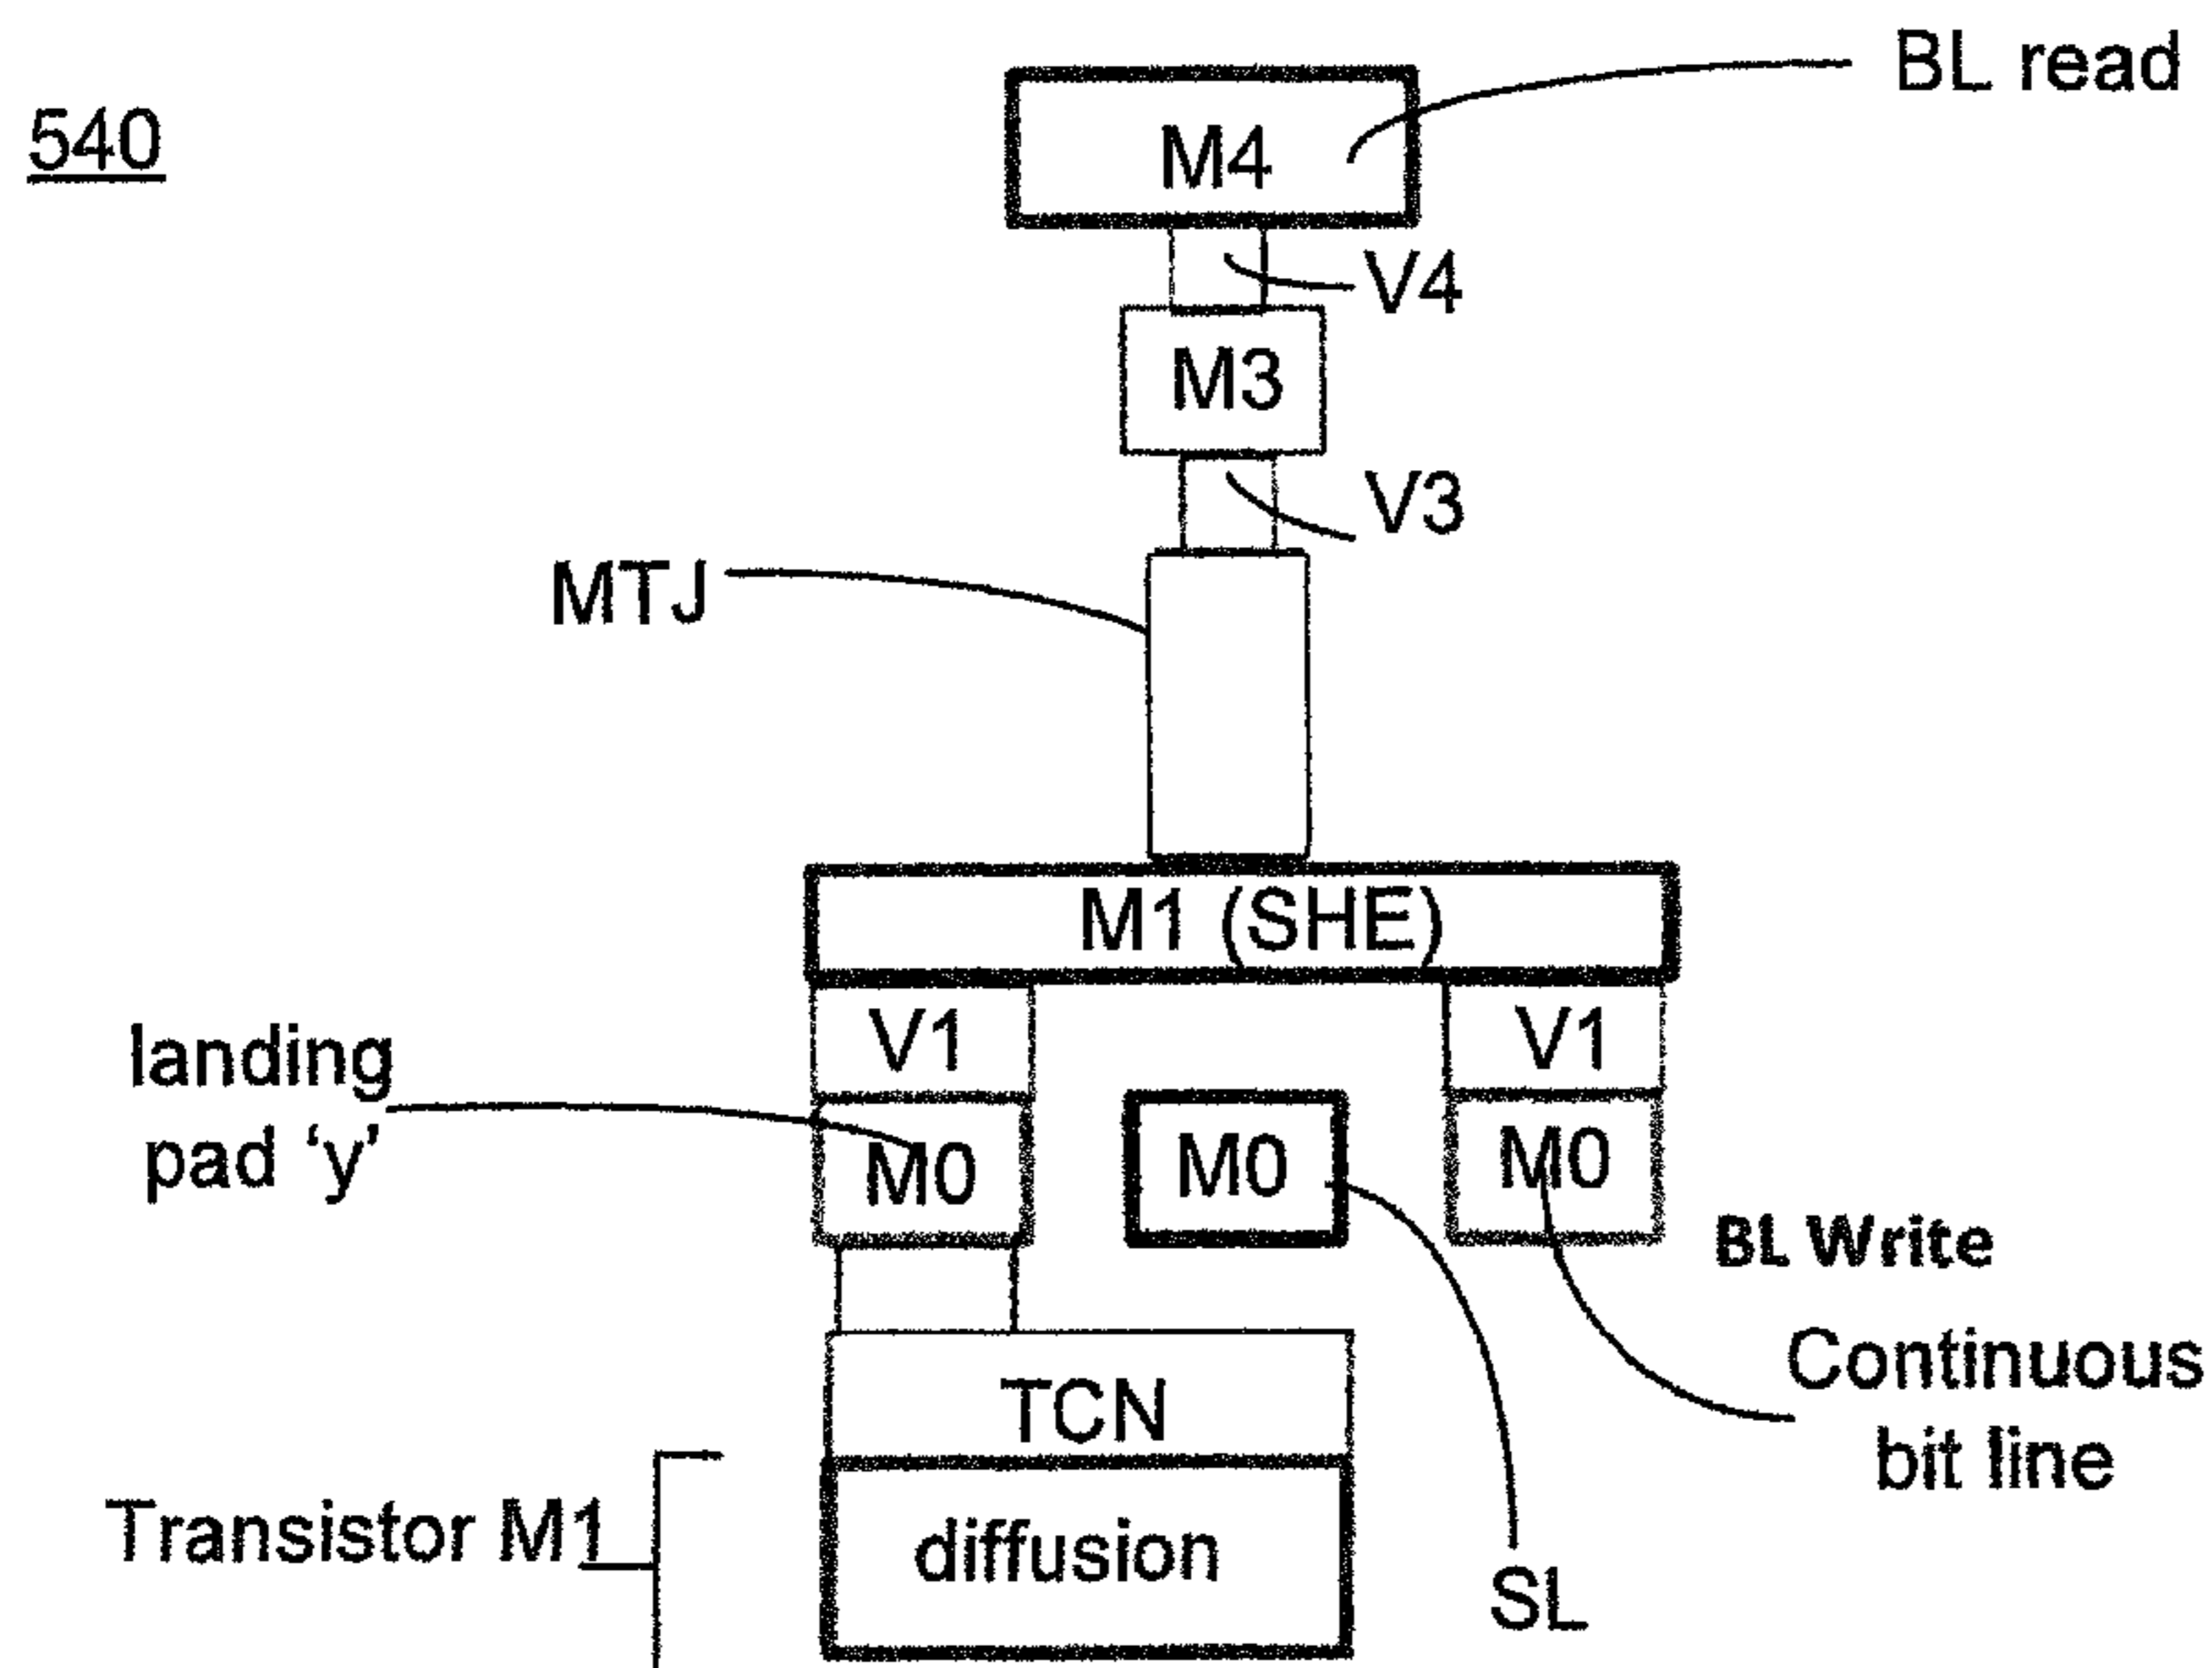 BL read
540
M4
V4
M3
V3
MTJ
M1 (SHE)
V1
V1
landing
pad ‘y’
M0
M0
M0
BL Write
Continuous
bit line
TCN
Transistor M1
diffusion
SL